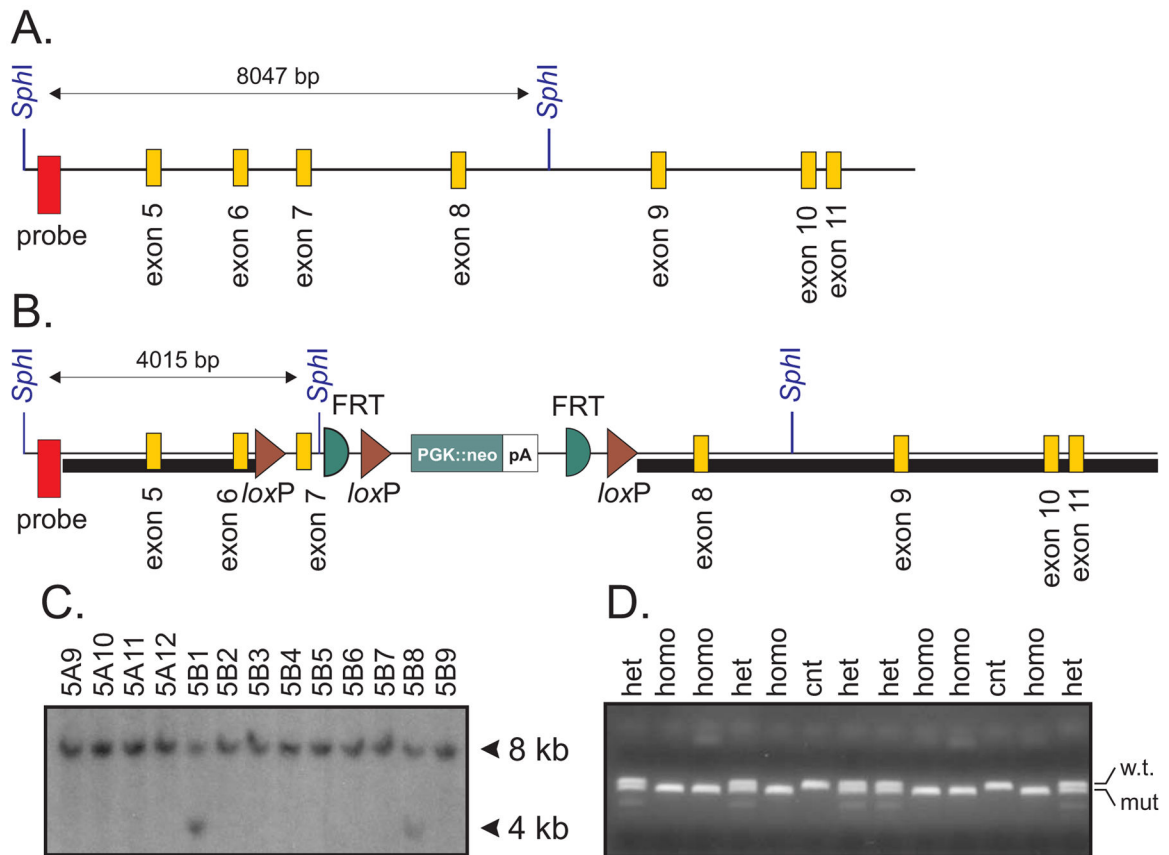 A.
SphI
8047 bp
SphI
probe
exon 5
exon 6
exon 7
exon 8
exon 9
exon 10
exon 11
B.
SphI
4015 bp
SphI
FRT
FRT
SphI
PGK::neo
pA
probe
exon 5
exon 6
loxP
exon 7
loxP
loxP
exon 8
exon 9
exon 10
exon 11
C.
5A9
5A10
5A11
5A12
5B1
5B2
5B3
5B4
5B5
5B6
5B7
5B8
5B9
8 kb
4 kb
D.
het
homo
homo
het
homo
cnt
het
het
homo
homo
cnt
homo
het
w.t.
mut